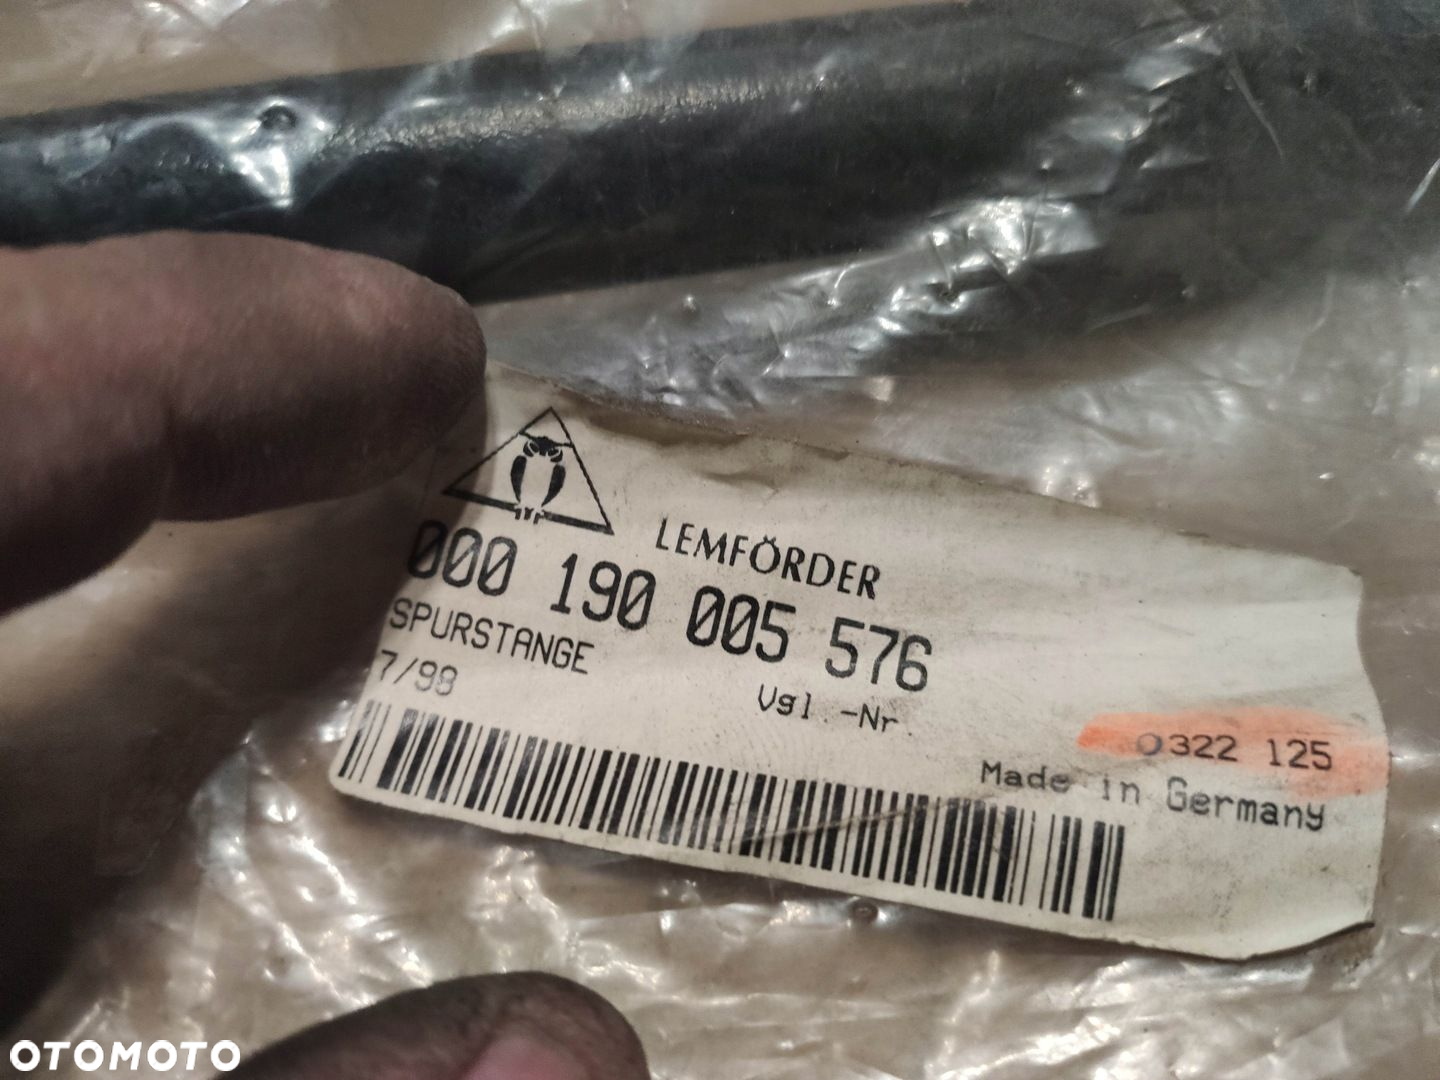 LEMFÖRDER
000 190 005 576
SPURSTANGE
7/98
Vgl.-Nr
0322 125
Made in Germany
OTOMOTO